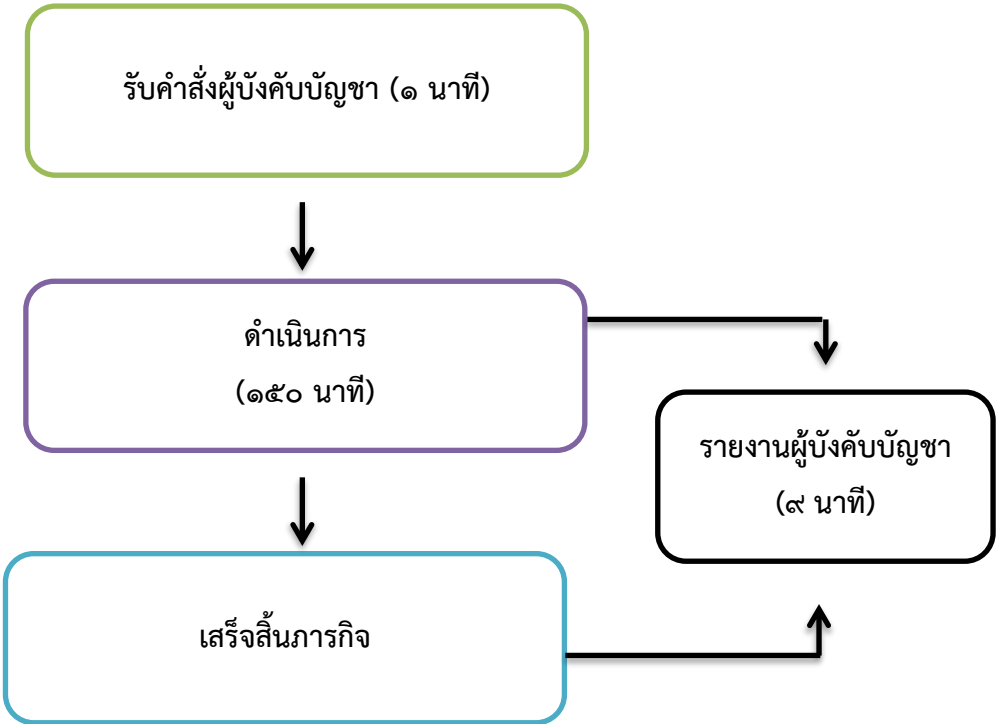 รับคำสั่งผู้บังคับบัญชา (๑ นาที)
ดำเนินการ
(๑๕๐ นาที)
รายงานผู้บังคับบัญชา
(๙ นาที)
เสร็จสิ้นภารกิจ